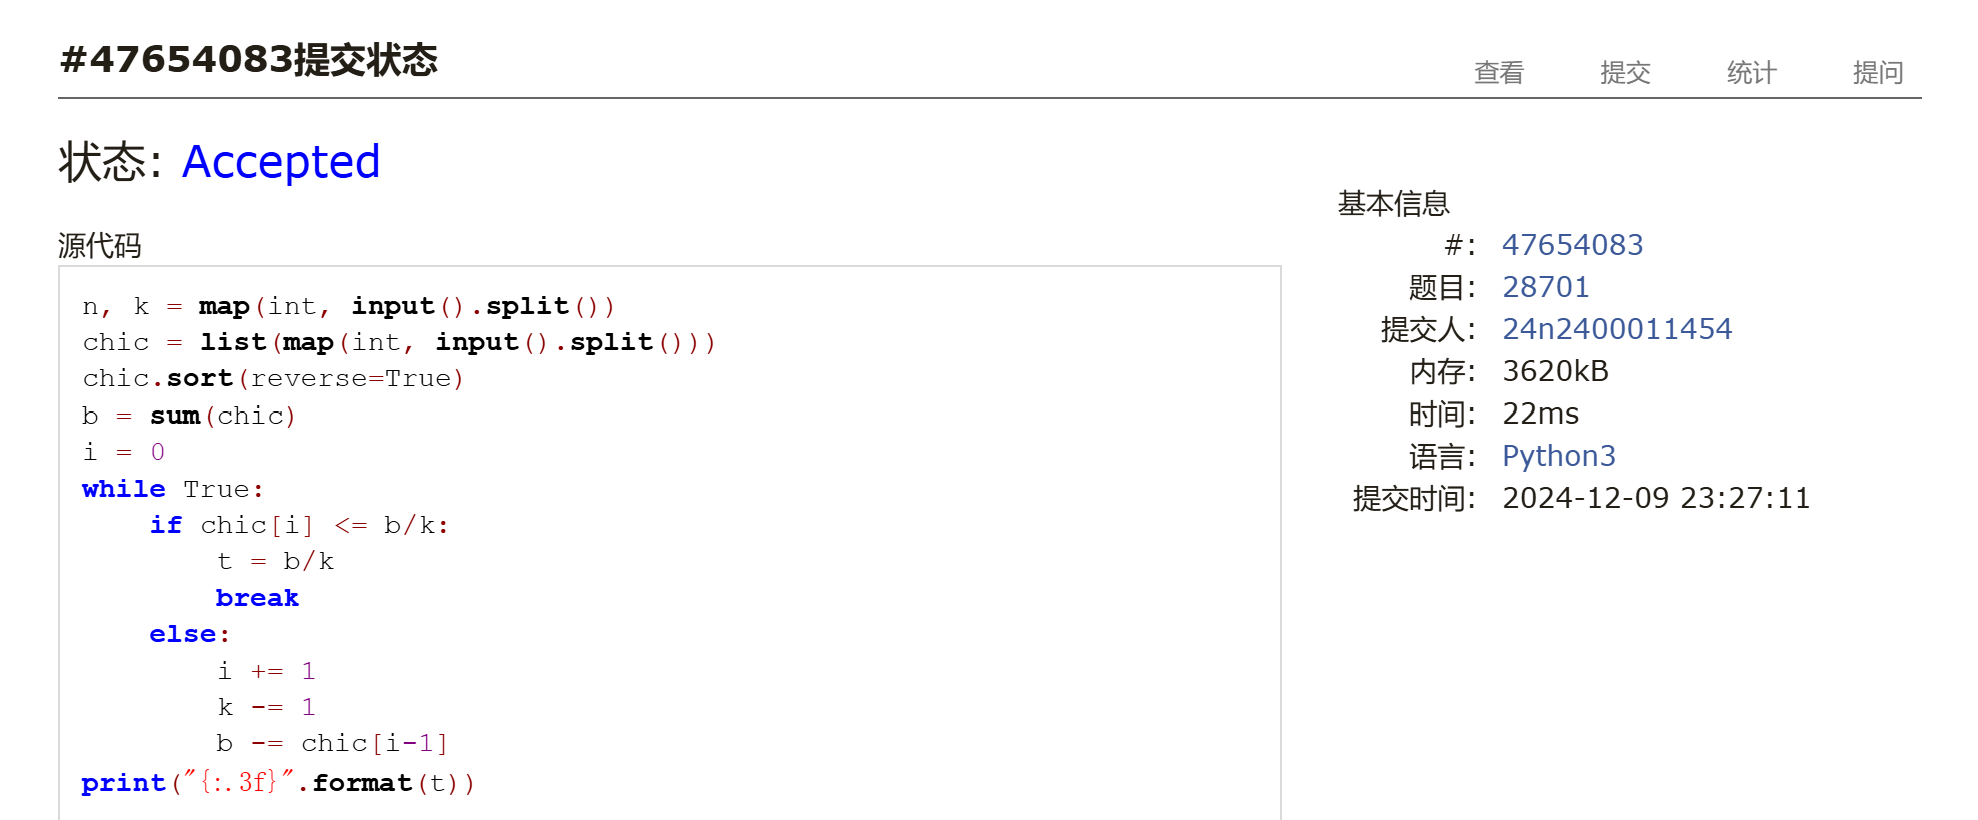 #47654083提交状态
查看 提交 统计 提问
状态: Accepted
源代码
n, k = map(int, input().split())
chic = list(map(int, input().split()))
chic.sort(reverse=True)
b = sum(chic)
i = 0
while True:
    if chic[i] <= b/k:
        t = b/k
        break
    else:
        i += 1
        k -= 1
        b -= chic[i-1]
print("{:.3f}".format(t))
基本信息
#: 47654083
题目: 28701
提交人: 24n2400011454
内存: 3620kB
时间: 22ms
语言: Python3
提交时间: 2024-12-09 23:27:11